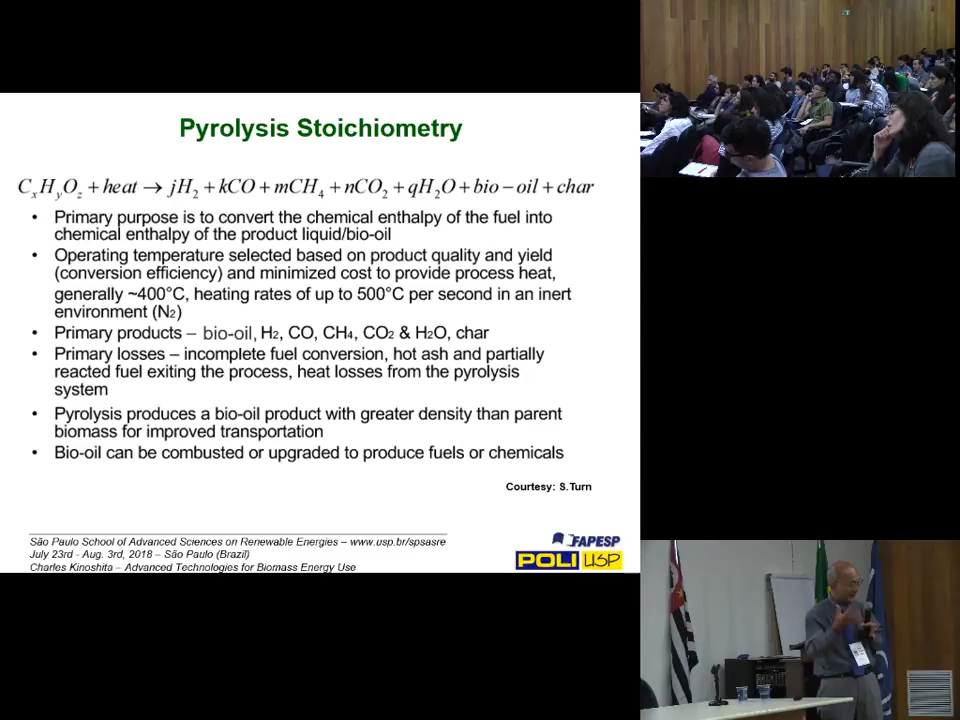 Pyrolysis Stoichiometry
CxHyOz + heat → jH2 + kCO + mCH4 + nCO2 + qH2O + bio − oil + char
• Primary purpose is to convert the chemical enthalpy of the fuel into
chemical enthalpy of the product liquid/bio-oil
• Operating temperature selected based on product quality and yield
(conversion efficiency) and minimized cost to provide process heat,
generally ~400°C, heating rates of up to 500°C per second in an inert
environment (N2)
• Primary products – bio-oil, H2, CO, CH4, CO2 & H2O, char
• Primary losses – incomplete fuel conversion, hot ash and partially
reacted fuel exiting the process, heat losses from the pyrolysis
system
• Pyrolysis produces a bio-oil product with greater density than parent
biomass for improved transportation
• Bio-oil can be combusted or upgraded to produce fuels or chemicals
Courtesy: S.Turn
São Paulo School of Advanced Sciences on Renewable Energies – www.usp.br/spsasre
July 23rd - Aug. 3rd, 2018 – São Paulo (Brazil)
Charles Kinoshita – Advanced Technologies for Biomass Energy Use
FAPESP
POLI USP